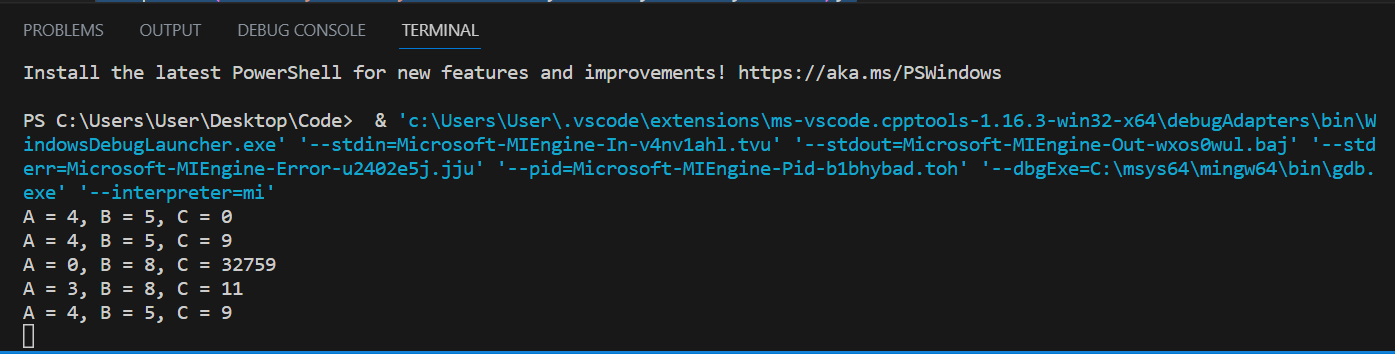 PROBLEMS OUTPUT DEBUG CONSOLE TERMINAL
Install the latest PowerShell for new features and improvements! https://aka.ms/PSWindows
PS C:\Users\User\Desktop\Code>  & 'c:\Users\User\.vscode\extensions\ms-vscode.cpptools-1.16.3-win32-x64\debugAdapters\bin\W
indowsDebugLauncher.exe' '--stdin=Microsoft-MIEngine-In-v4nv1ahl.tvu' '--stdout=Microsoft-MIEngine-Out-wxos0wul.baj' '--std
err=Microsoft-MIEngine-Error-u2402e5j.jju' '--pid=Microsoft-MIEngine-Pid-b1bhybad.toh' '--dbgExe=C:\msys64\mingw64\bin\gdb.
exe' '--interpreter=mi'
A = 4, B = 5, C = 0
A = 4, B = 5, C = 9
A = 0, B = 8, C = 32759
A = 3, B = 8, C = 11
A = 4, B = 5, C = 9